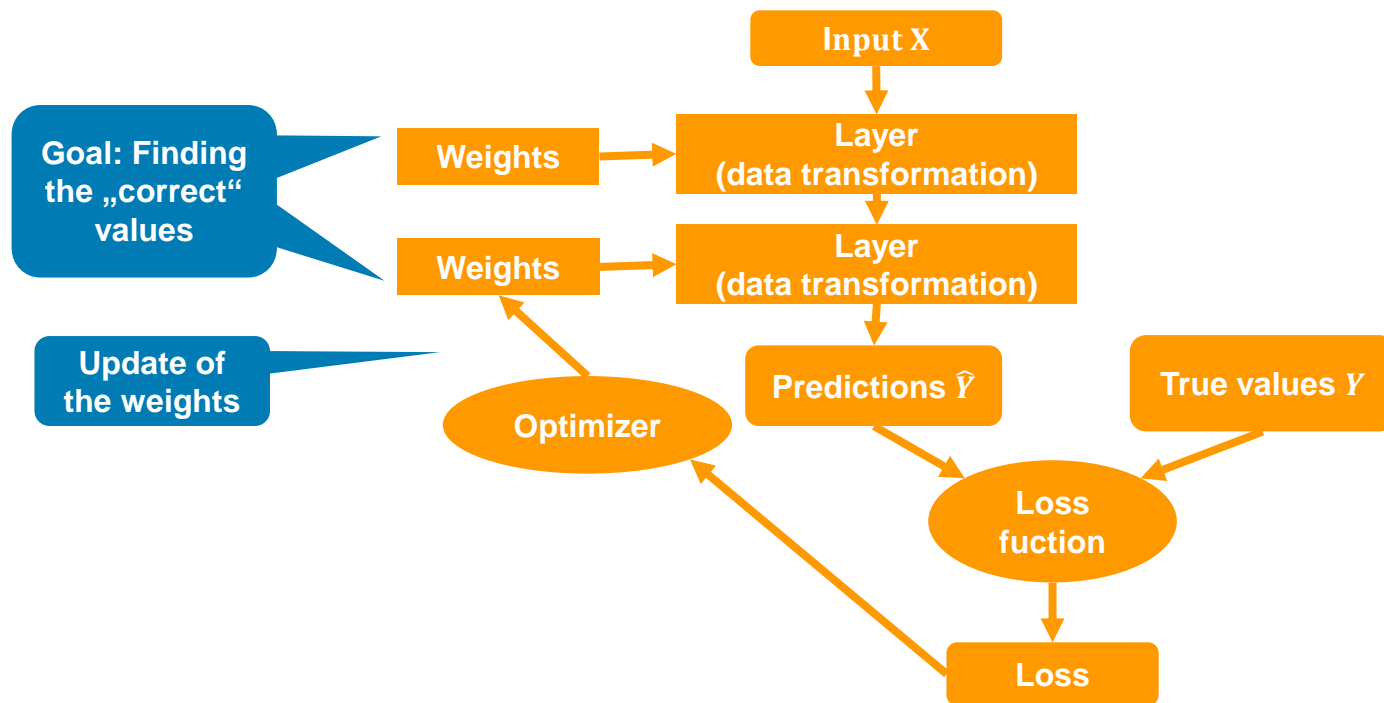 Input X
Goal: Finding
the „correct“
values
Weights
Layer
(data transformation)
Weights
Layer
(data transformation)
Update of
the weights
Optimizer
Predictions Ŷ
True values Y
Loss
fuction
Loss